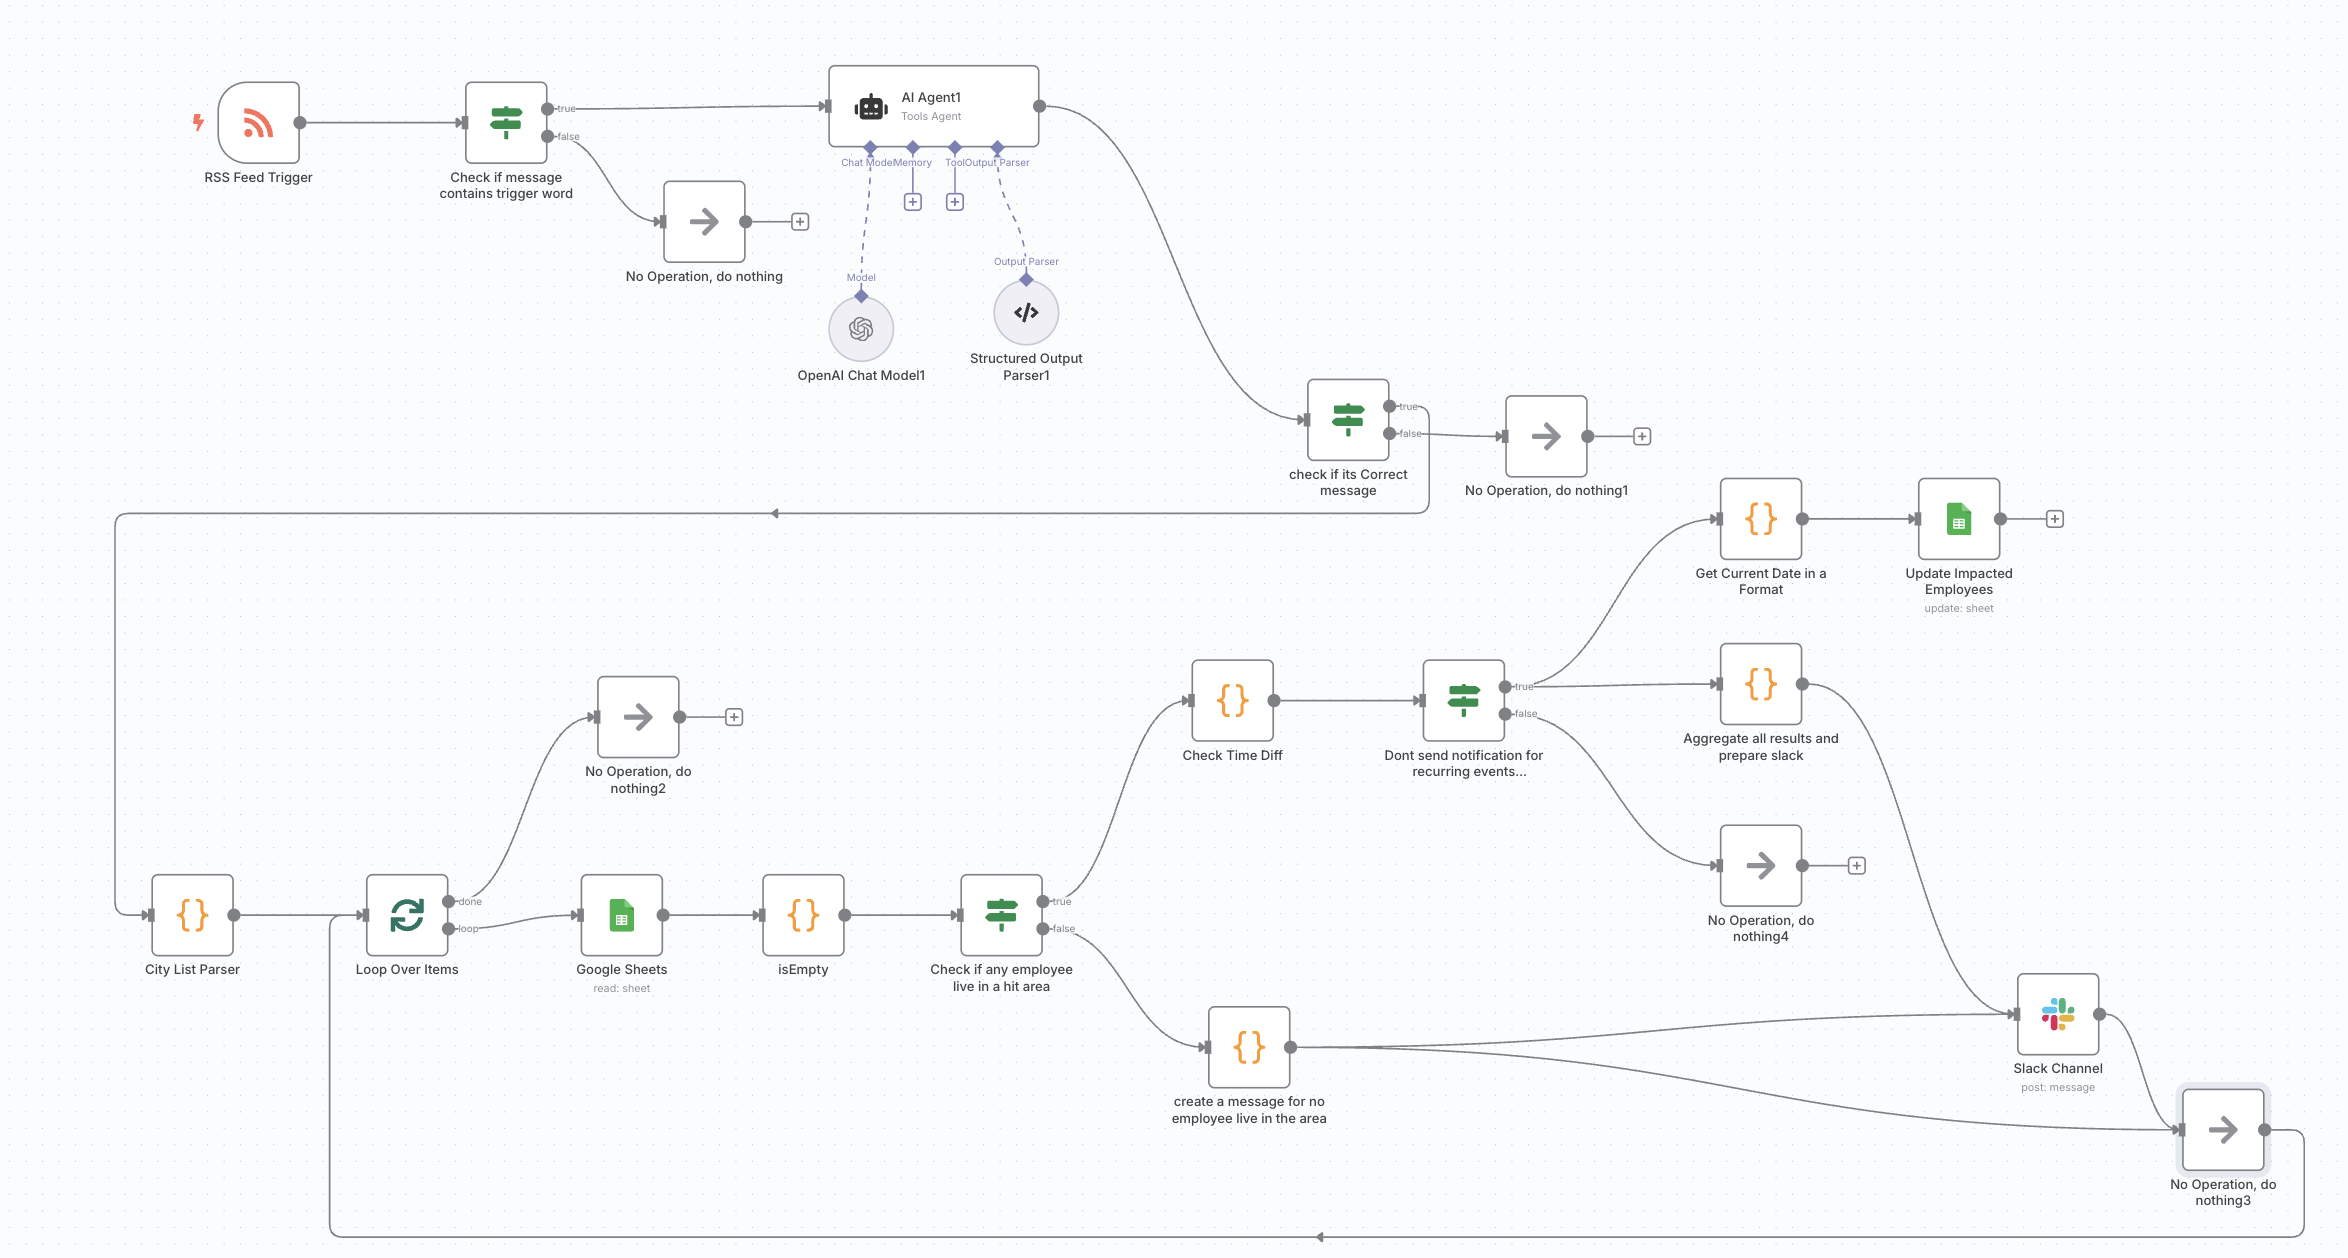 AI Agent1
Tools Agent
true
false
RSS Feed Trigger
Check if message
contains trigger word
Chat Model
Memory
Tool
Output Parser
No Operation, do nothing
Model
Output Parser
OpenAI Chat Model1
Structured Output
Parser1
true
false
check if its Correct
message
No Operation, do nothing1
Get Current Date in a
Format
Update Impacted
Employees
update: sheet
true
false
Check Time Diff
Dont send notification for
recurring events...
Aggregate all results and
prepare slack
No Operation, do
nothing2
No Operation, do
nothing4
done
loop
true
false
City List Parser
Loop Over Items
Google Sheets
read: sheet
isEmpty
Check if any employee
live in a hit area
create a message for no
employee live in the area
Slack Channel
post: message
No Operation, do
nothing3